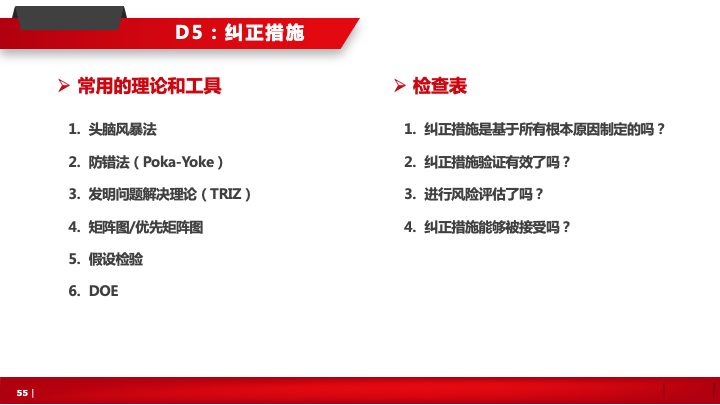 D5：纠正措施
➢ 常用的理论和工具
1. 头脑风暴法
2. 防错法（Poka-Yoke）
3. 发明问题解决理论（TRIZ）
4. 矩阵图/优先矩阵图
5. 假设检验
6. DOE
➢ 检查表
1. 纠正措施是基于所有根本原因制定的吗？
2. 纠正措施验证有效了吗？
3. 进行风险评估了吗？
4. 纠正措施能够被接受吗？
55 |